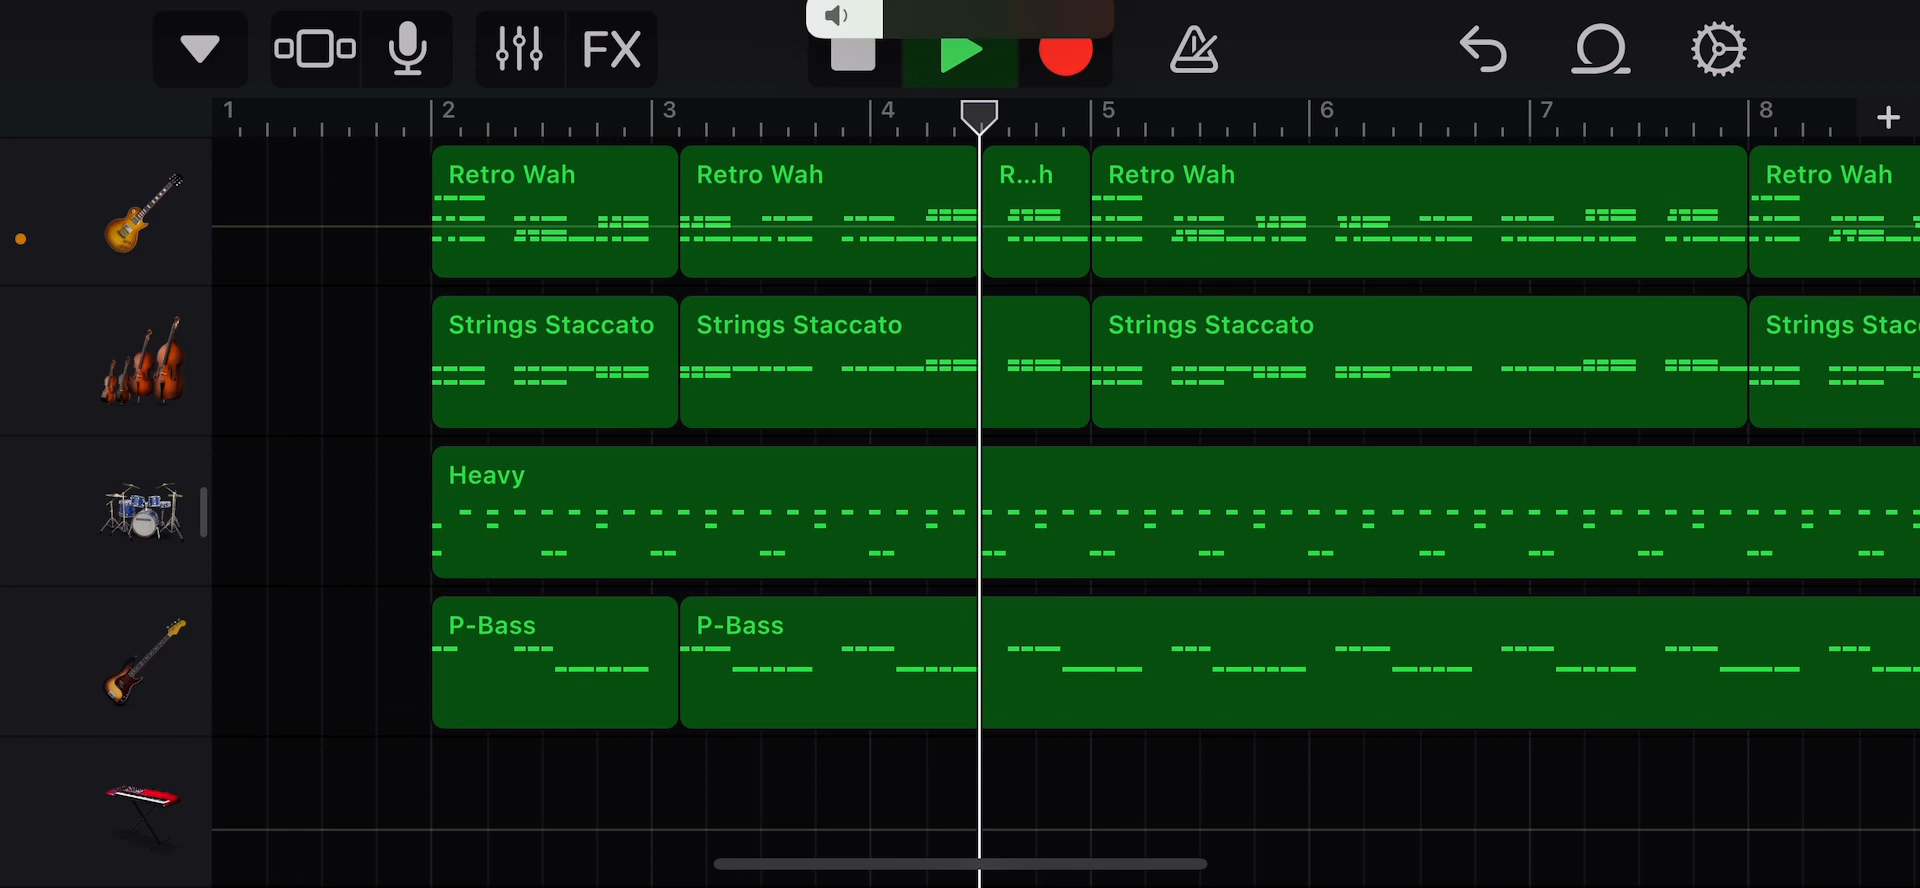 FX
1 2 3 4 5 6 7 8 +
Retro Wah Retro Wah R...h Retro Wah Retro Wah
Strings Staccato Strings Staccato Strings Staccato Strings Stac
Heavy
P-Bass P-Bass